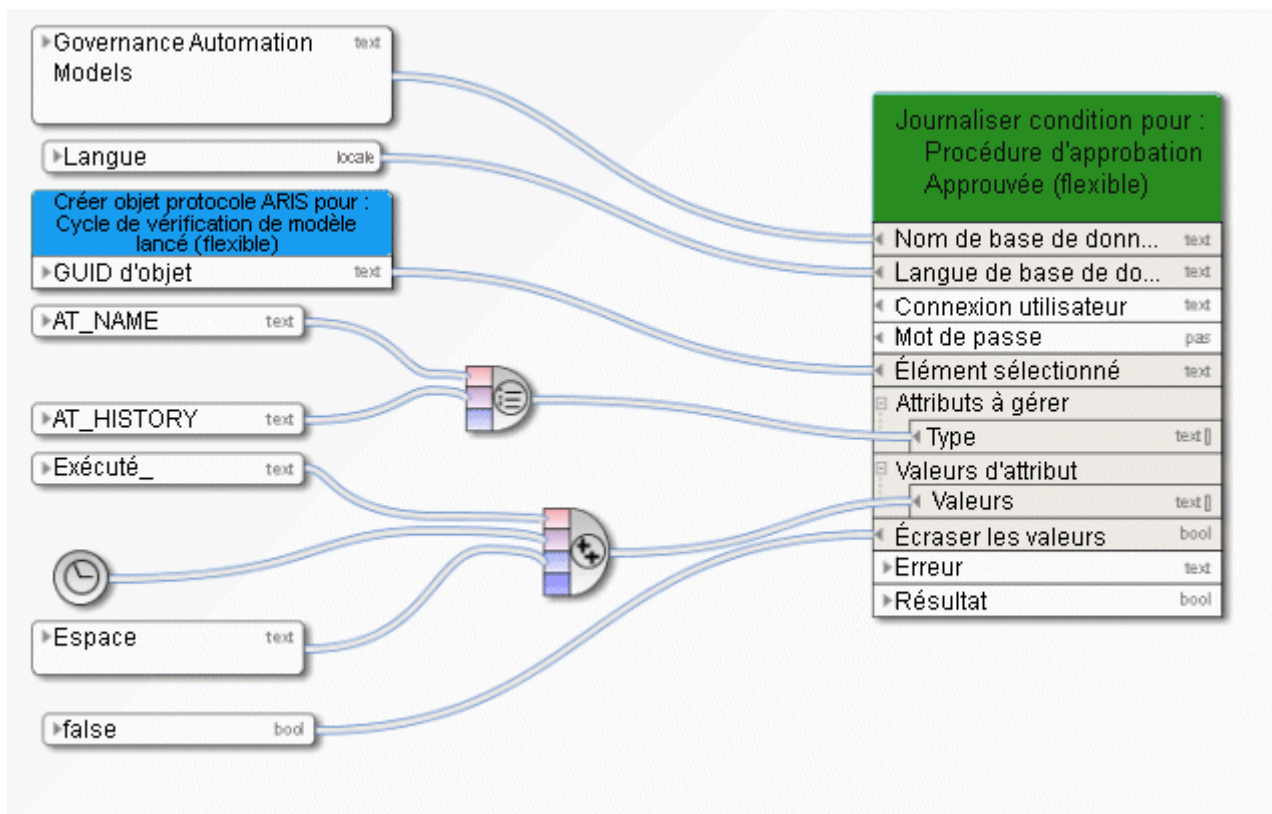 Governance Automation text
Models
Langue locale
Créer objet protocole ARIS pour :
Cycle de vérification de modèle
lancé (flexible)
GUID d'objet text
AT_NAME text
AT_HISTORY text
Exécuté_ text
Espace text
false bool
Journaliser condition pour :
Procédure d'approbation
Approuvée (flexible)
Nom de base de donn... text
Langue de base de do... text
Connexion utilisateur text
Mot de passe pas
Élément sélectionné text
Attributs à gérer
Type text[]
Valeurs d'attribut
Valeurs text[]
Écraser les valeurs bool
Erreur text
Résultat bool